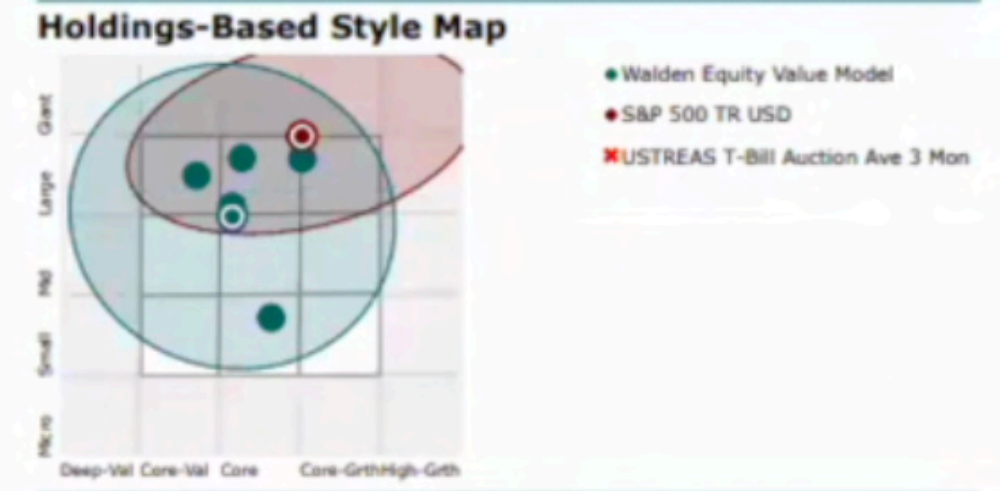 Holdings-Based Style Map
Walden Equity Value Model
S&P 500 TR USD
USTREAS T-Bill Auction Ave 3 Mon
Giant
Large
Mid
Small
Micro
Deep-Val Core-Val Core Core-Grth High-Grth